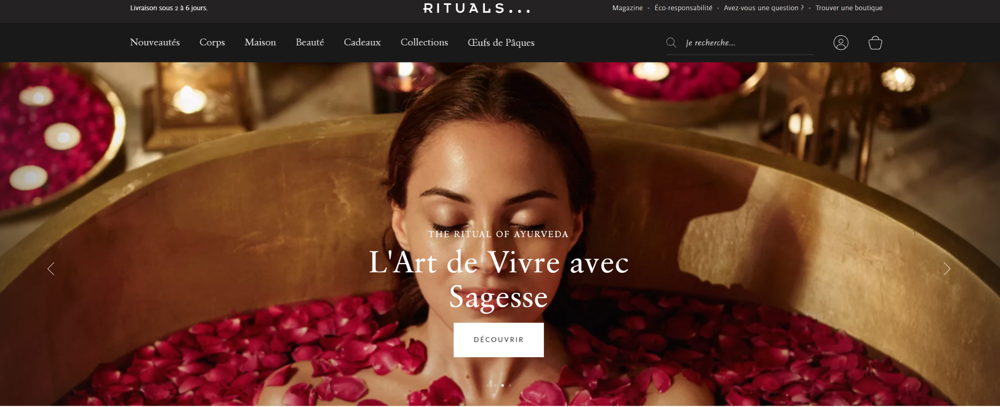 Livraison sous 2 à 6 jours.
RITUALS...
Magazine • Éco-responsabilité • Avez-vous une question ? • Trouver une boutique
Nouveautés Corps Maison Beauté Cadeaux Collections Œufs de Pâques
Je recherche...
THE RITUAL OF AYURVEDA
L'Art de Vivre avec
Sagesse
DÉCOUVRIR